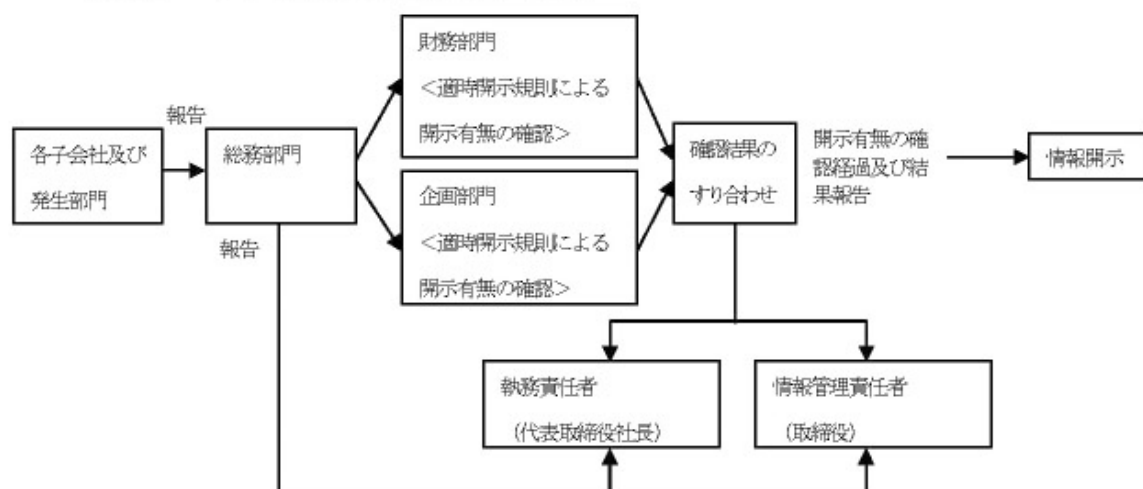 財務部門
＜適時開示規則による
開示有無の確認＞
報告
各子会社及び
発生部門
総務部門
確認結果の
すり合わせ
開示有無の確
認経過及び結
果報告
情報開示
企画部門
＜適時開示規則による
開示有無の確認＞
報告
執務責任者
（代表取締役社長）
情報管理責任者
（取締役）